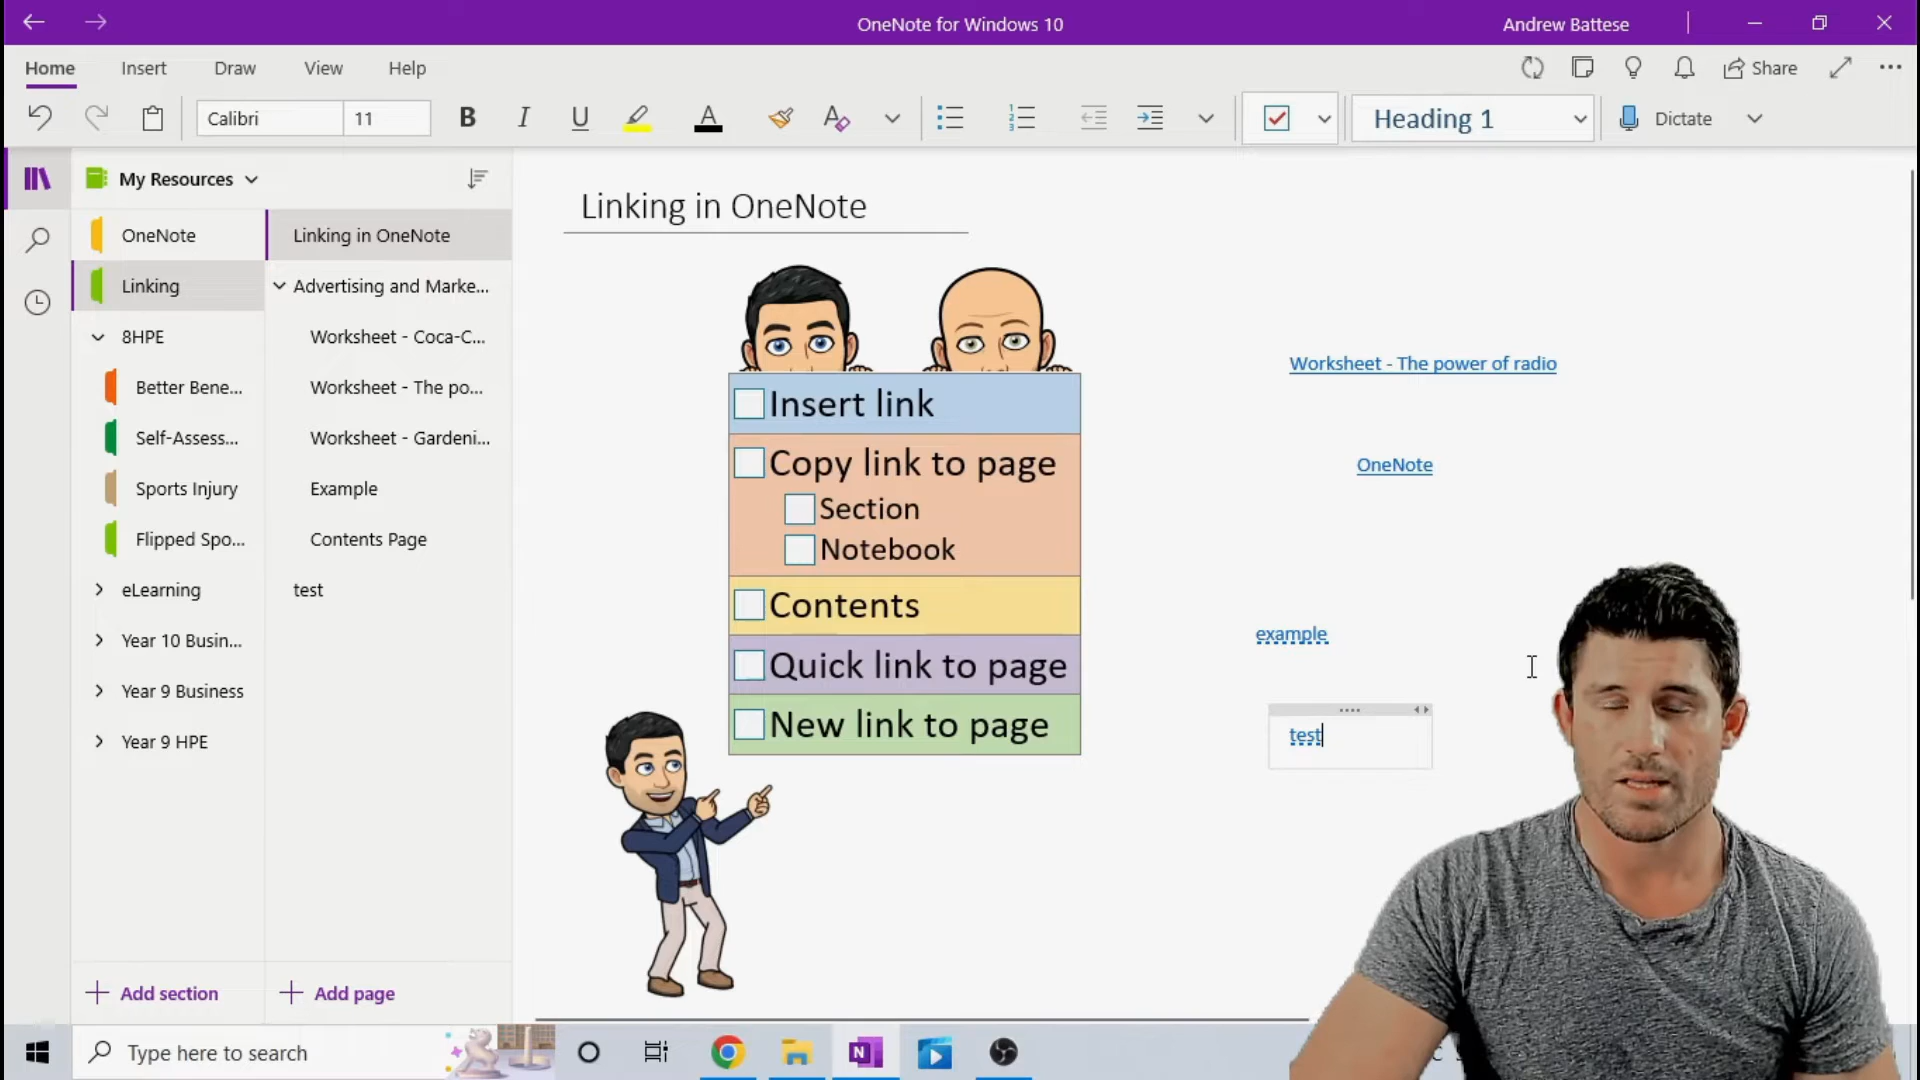 OneNote for Windows 10
Andrew Battese
Home
Insert
Draw
View
Help
Share
Calibri
11
B
I
U
A
A
Heading 1
Dictate
My Resources
OneNote
Linking
8HPE
Better Bene...
Self-Assess...
Sports Injury
Flipped Spo...
eLearning
Year 10 Busin...
Year 9 Business
Year 9 HPE
Add section
Linking in OneNote
Advertising and Marke...
Worksheet - Coca-C...
Worksheet - The po...
Worksheet - Gardeni...
Example
Contents Page
test
Add page
Linking in OneNote
Insert link
Copy link to page
Section
Notebook
Contents
Quick link to page
New link to page
Worksheet - The power of radio
OneNote
example
test
Type here to search
N